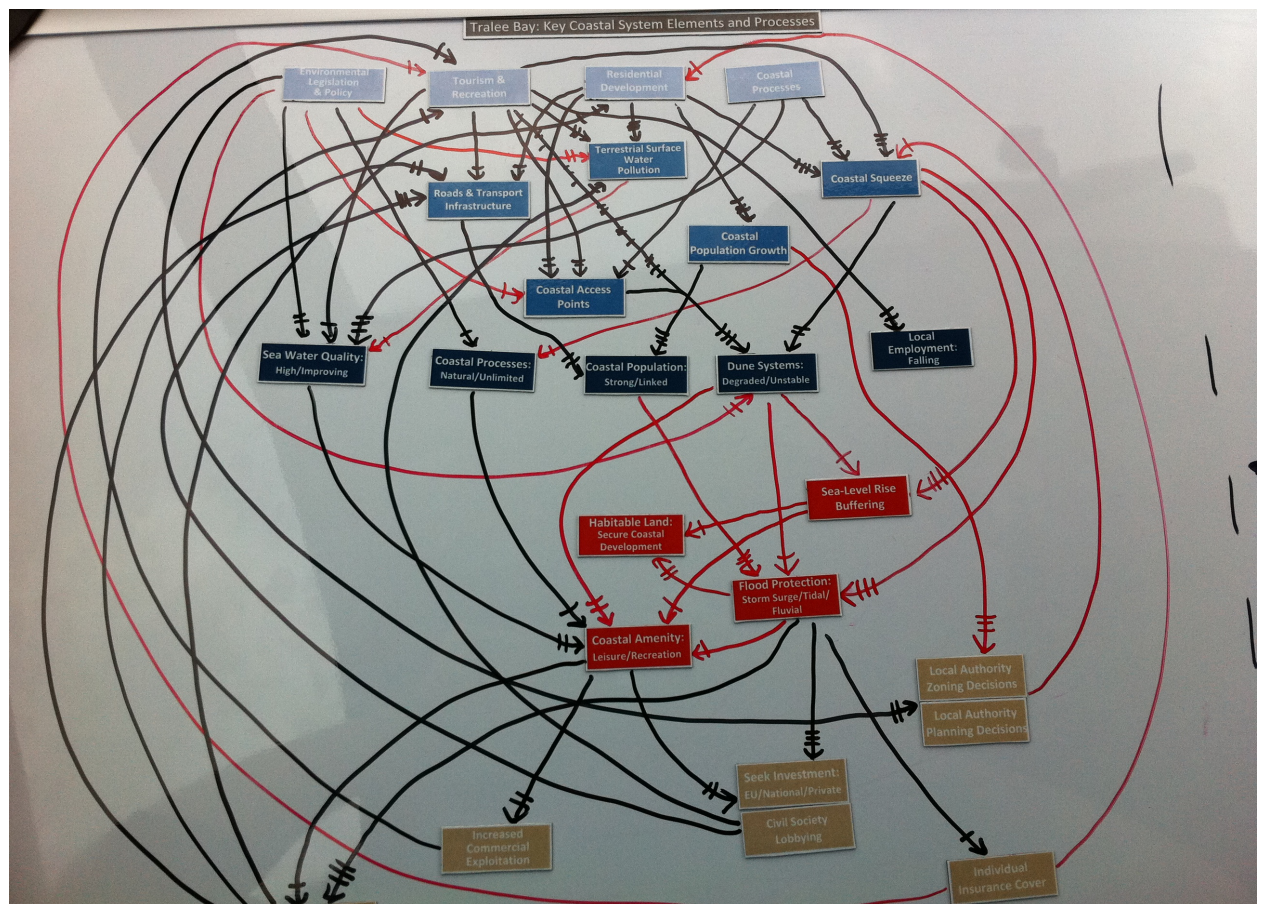 Tralee Bay: Key Coastal System Elements and Processes
Environmental
Legislation
& Policy
Tourism &
Recreation
Residential
Development
Coastal
Processes
Terrestrial Surface
Water
Pollution
Coastal Squeeze
Roads & Transport
Infrastructure
Coastal
Population Growth
Coastal Access
Points
Sea Water Quality:
High/Improving
Coastal Processes:
Natural/Unlimited
Coastal Population:
Strong/Linked
Dune Systems:
Degraded/Unstable
Local
Employment:
Falling
Sea-Level Rise
Buffering
Habitable Land:
Secure Coastal
Development
Flood Protection:
Storm Surge/Tidal/
Fluvial
Coastal Amenity:
Leisure/Recreation
Local Authority
Zoning Decisions
Local Authority
Planning Decisions
Seek Investment:
EU/National/Private
Civil Society
Lobbying
Increased
Commercial
Exploitation
Individual
Insurance Cover